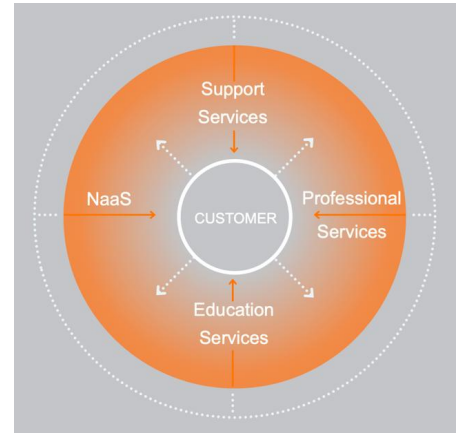 Support
Services
NaaS
CUSTOMER
Professional
Services
Education
Services